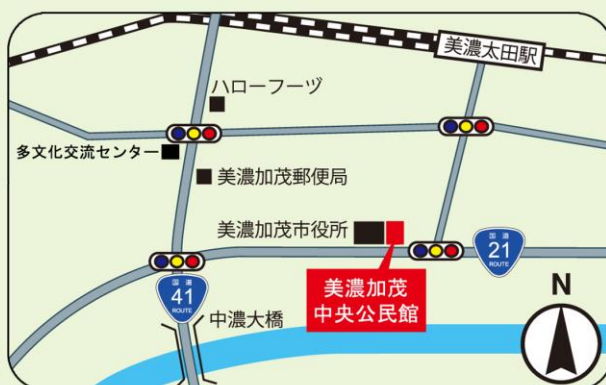 美濃太田駅
ハローフーヅ
多文化交流センター
美濃加茂郵便局
美濃加茂市役所
国道
21
ROUTE
美濃加茂
中央公民館
国道
41
ROUTE
中濃大橋
N